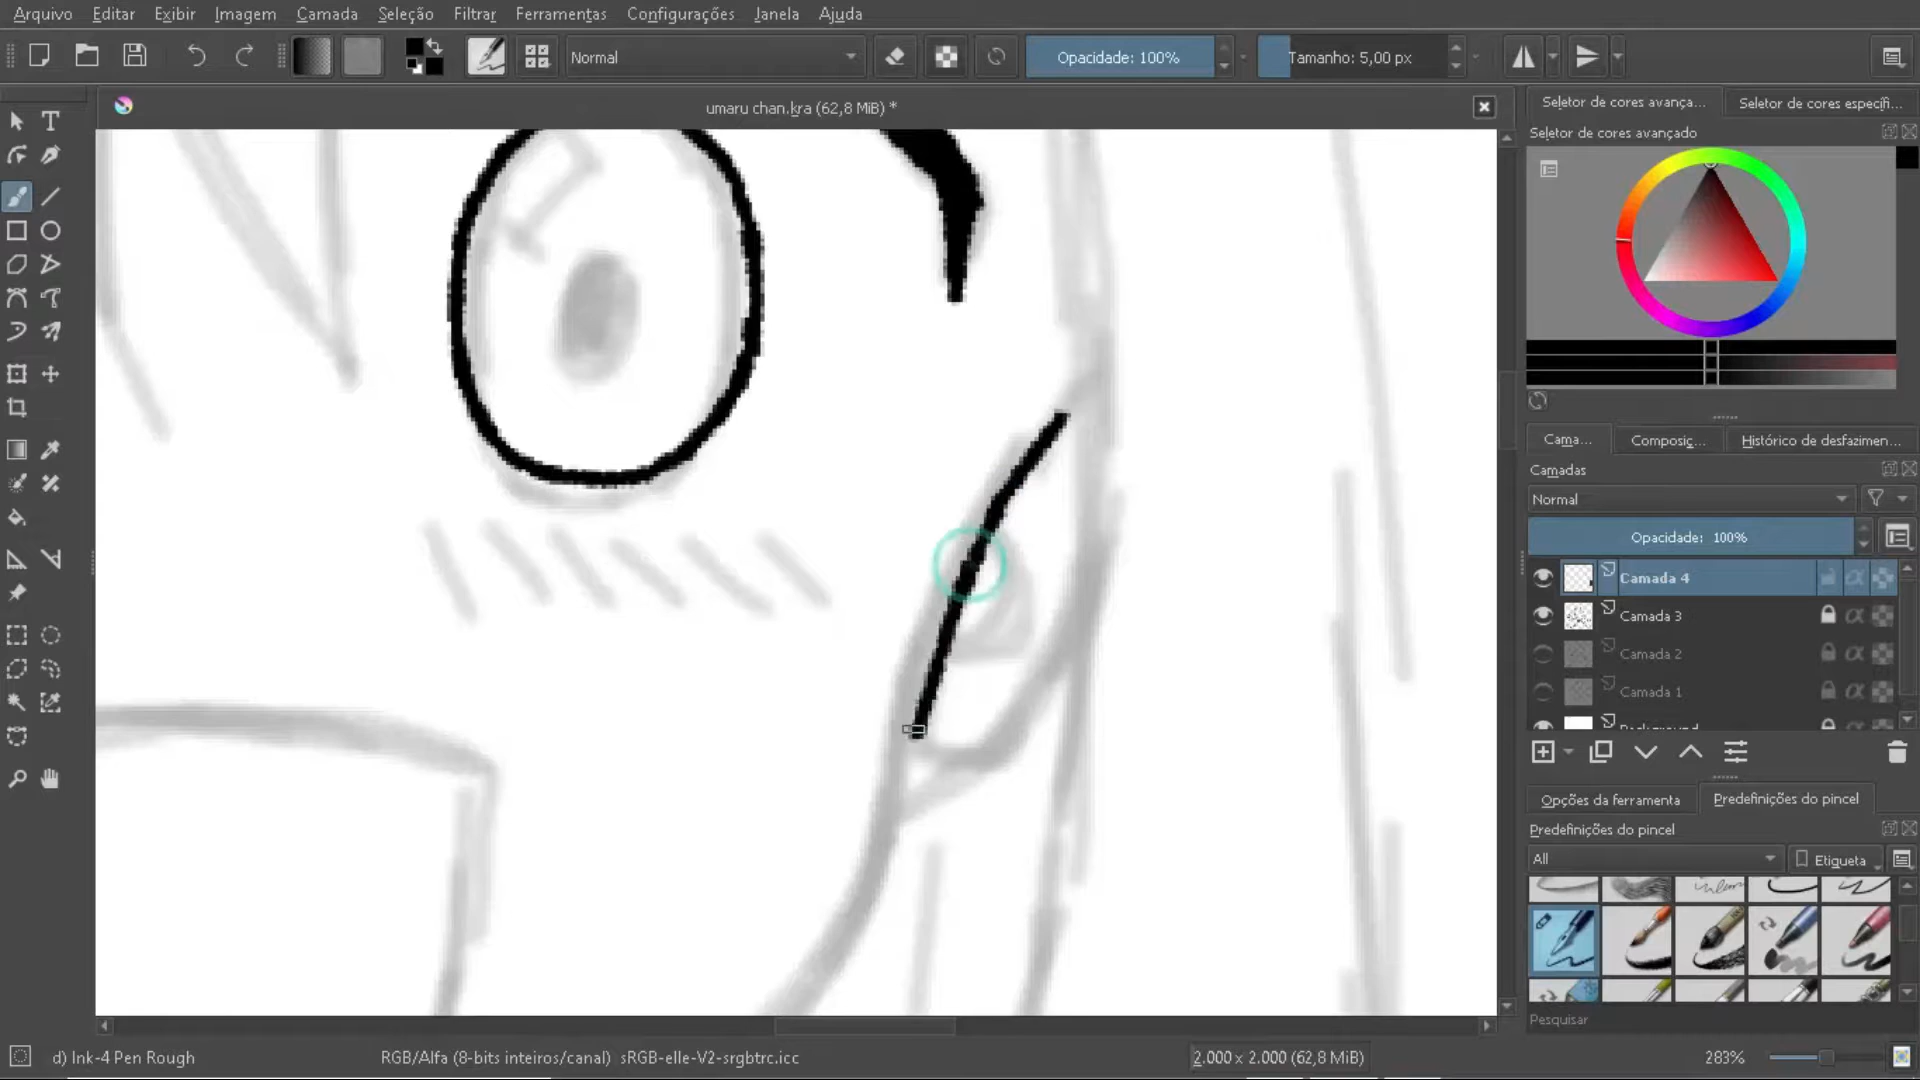 Arquivo Editar Exibir Imagem Camada Seleção Filtrar Ferramentas Configurações Janela Ajuda
Normal Opacidade: 100% Tamanho: 5,00 px
umaru chan.kra (62,8 MiB) *
Seletor de cores avança... Seletor de cores específi...
Seletor de cores avançado
Cama... Composiç... Histórico de desfazimen...
Camadas
Normal
Opacidade: 100%
Camada 4
Camada 3
Camada 2
Camada 1
Background
Opções da ferramenta Predefinições do pincel
Predefinições do pincel
All Etiqueta
Pesquisar
d) Ink-4 Pen Rough RGB/Alfa (8-bits inteiros/canal) sRGB-elle-V2-srgbtrc.icc 2.000 x 2.000 (62,8 MiB) 283%